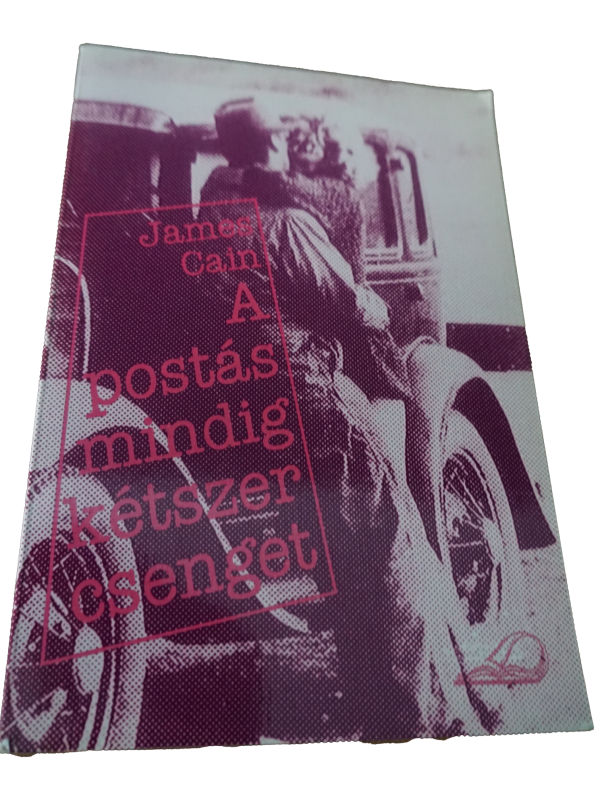 James
Cain
A
postás
mindig
kétszer
csenget